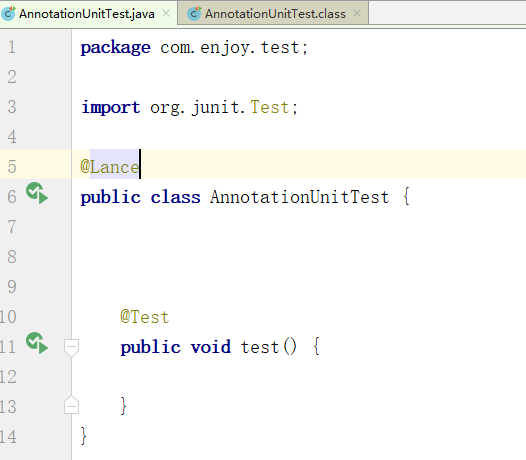 AnnotationUnitTest.java × AnnotationUnitTest.class ×
1 package com.enjoy.test;
2
3 import org.junit.Test;
4
5 @Lance
6 public class AnnotationUnitTest {
7
8
9
10 @Test
11 public void test() {
12
13 }
14 }